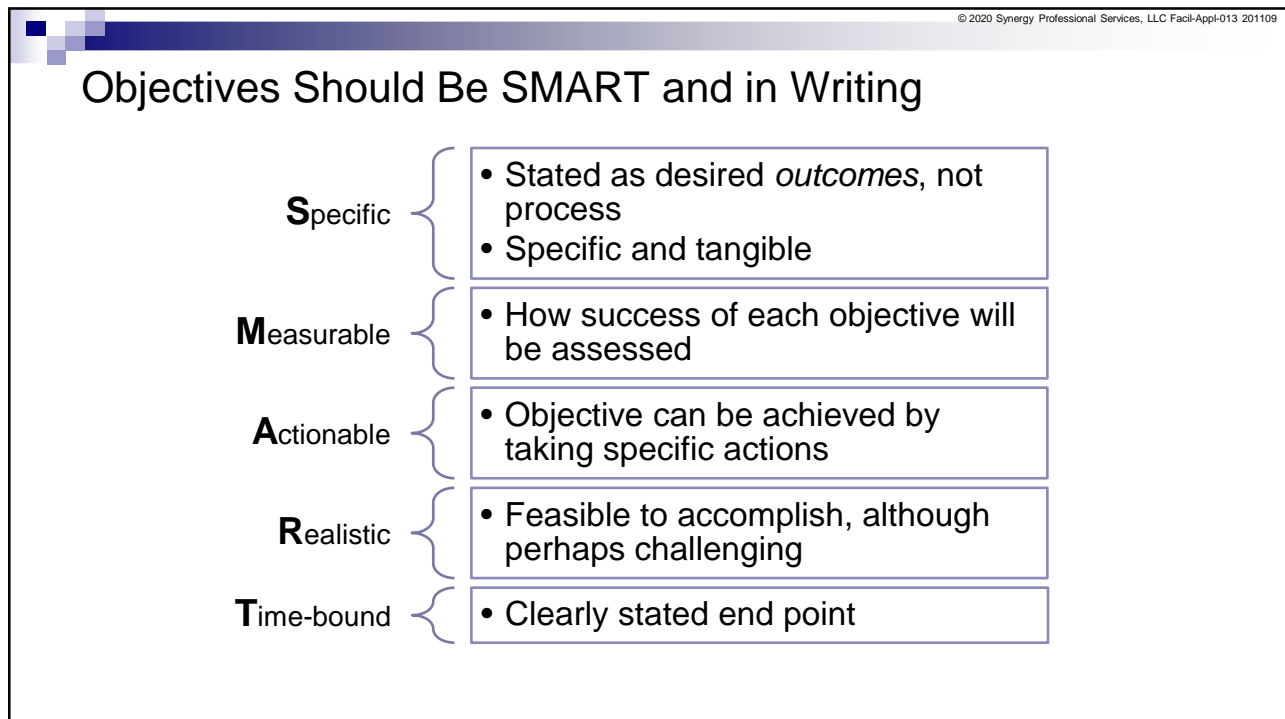 © 2020 Synergy Professional Services, LLC Facil-Appl-013 201109
Objectives Should Be SMART and in Writing
Specific
• Stated as desired outcomes, not
process
• Specific and tangible
Measurable
• How success of each objective will
be assessed
Actionable
• Objective can be achieved by
taking specific actions
Realistic
• Feasible to accomplish, although
perhaps challenging
Time-bound
• Clearly stated end point